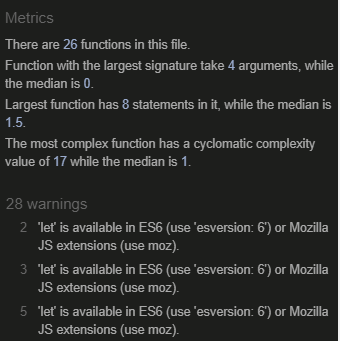 Metrics
There are 26 functions in this file.
Function with the largest signature take 4 arguments, while
the median is 0.
Largest function has 8 statements in it, while the median is
1.5.
The most complex function has a cyclomatic complexity
value of 17 while the median is 1.
28 warnings
2 'let' is available in ES6 (use 'esversion: 6') or Mozilla
JS extensions (use moz).
3 'let' is available in ES6 (use 'esversion: 6') or Mozilla
JS extensions (use moz).
5 'let' is available in ES6 (use 'esversion: 6') or Mozilla
JS extensions (use moz).